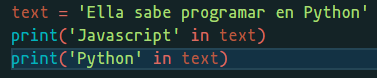 text = 'Ella sabe programar en Python'
print('Javascript' in text)
print('Python' in text)